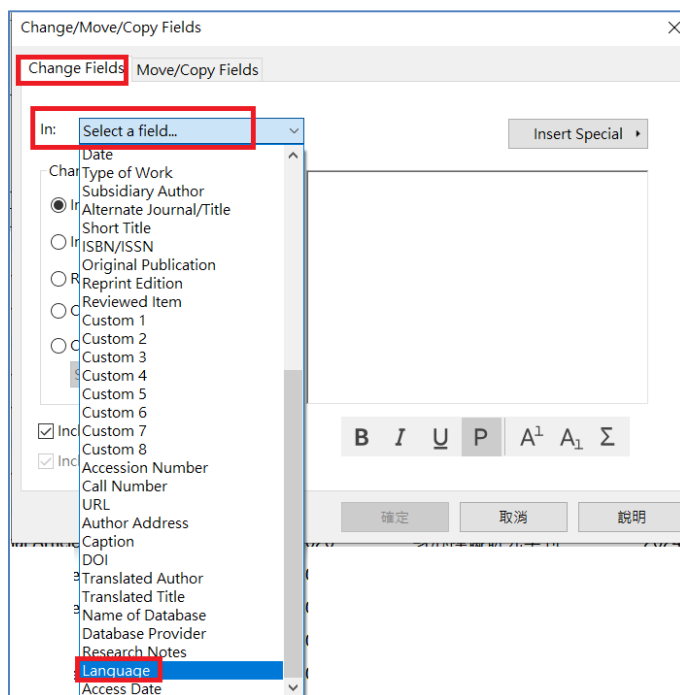 Change/Move/Copy Fields
Change Fields Move/Copy Fields
In: Select a field... Insert Special
Date
Type of Work
Subsidiary Author
Alternate Journal/Title
Short Title
ISBN/ISSN
Original Publication
Reprint Edition
Reviewed Item
Custom 1
Custom 2
Custom 3
Custom 4
Custom 5
Custom 6
Custom 7
Custom 8
Accession Number
Call Number
URL
Author Address
Caption
DOI
Translated Author
Translated Title
Name of Database
Database Provider
Research Notes
Language
Access Date
B I U P A1 A1 Σ
確定 取消 說明